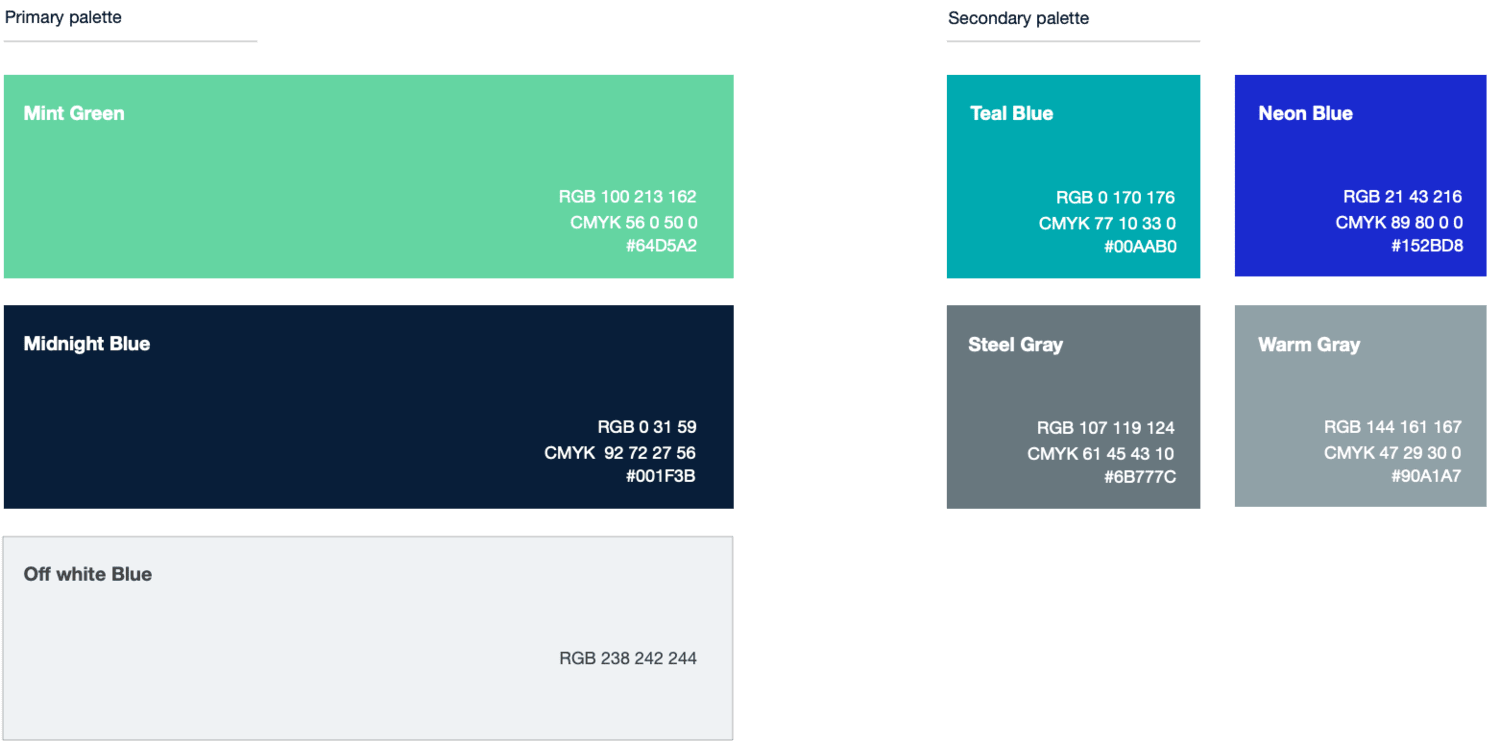 Primary palette
Mint Green
RGB 100 213 162
CMYK 56 0 50 0
#64D5A2
Midnight Blue
RGB 0 31 59
CMYK  92 72 27 56
#001F3B
Off white Blue
RGB 238 242 244
Secondary palette
Teal Blue
RGB 0 170 176
CMYK 77 10 33 0
#00AAB0
Neon Blue
RGB 21 43 216
CMYK 89 80 0 0
#152BD8
Steel Gray
RGB 107 119 124
CMYK 61 45 43 10
#6B777C
Warm Gray
RGB 144 161 167
CMYK 47 29 30 0
#90A1A7